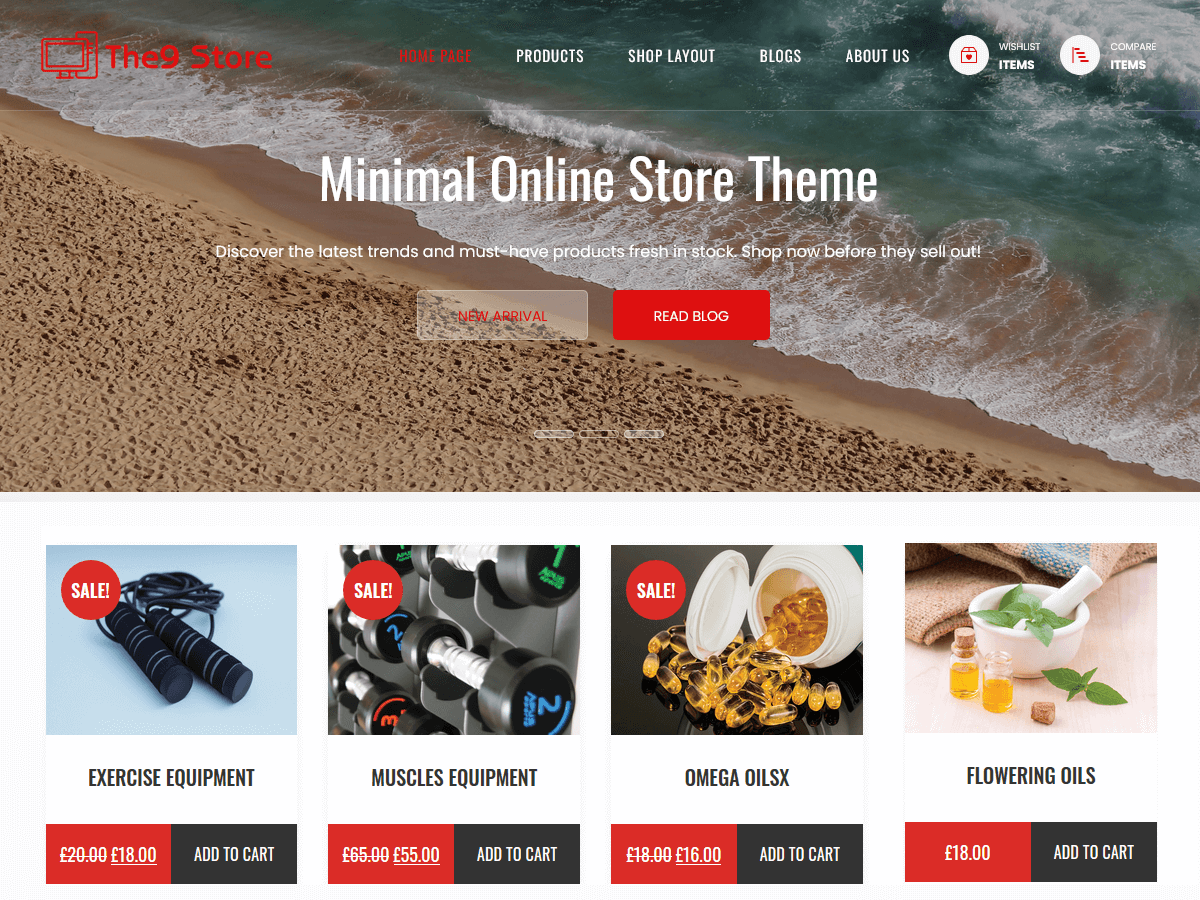 The9 Store
HOME PAGE
PRODUCTS
SHOP LAYOUT
BLOGS
ABOUT US
WISHLIST
ITEMS
COMPARE
ITEMS
Minimal Online Store Theme
Discover the latest trends and must-have products fresh in stock. Shop now before they sell out!
NEW ARRIVAL
READ BLOG
SALE!
SALE!
SALE!
1
2
2
3
EXERCISE EQUIPMENT
MUSCLES EQUIPMENT
OMEGA OILSX
FLOWERING OILS
£20.00 £18.00
ADD TO CART
£65.00 £55.00
ADD TO CART
£18.00 £16.00
ADD TO CART
£18.00
ADD TO CART